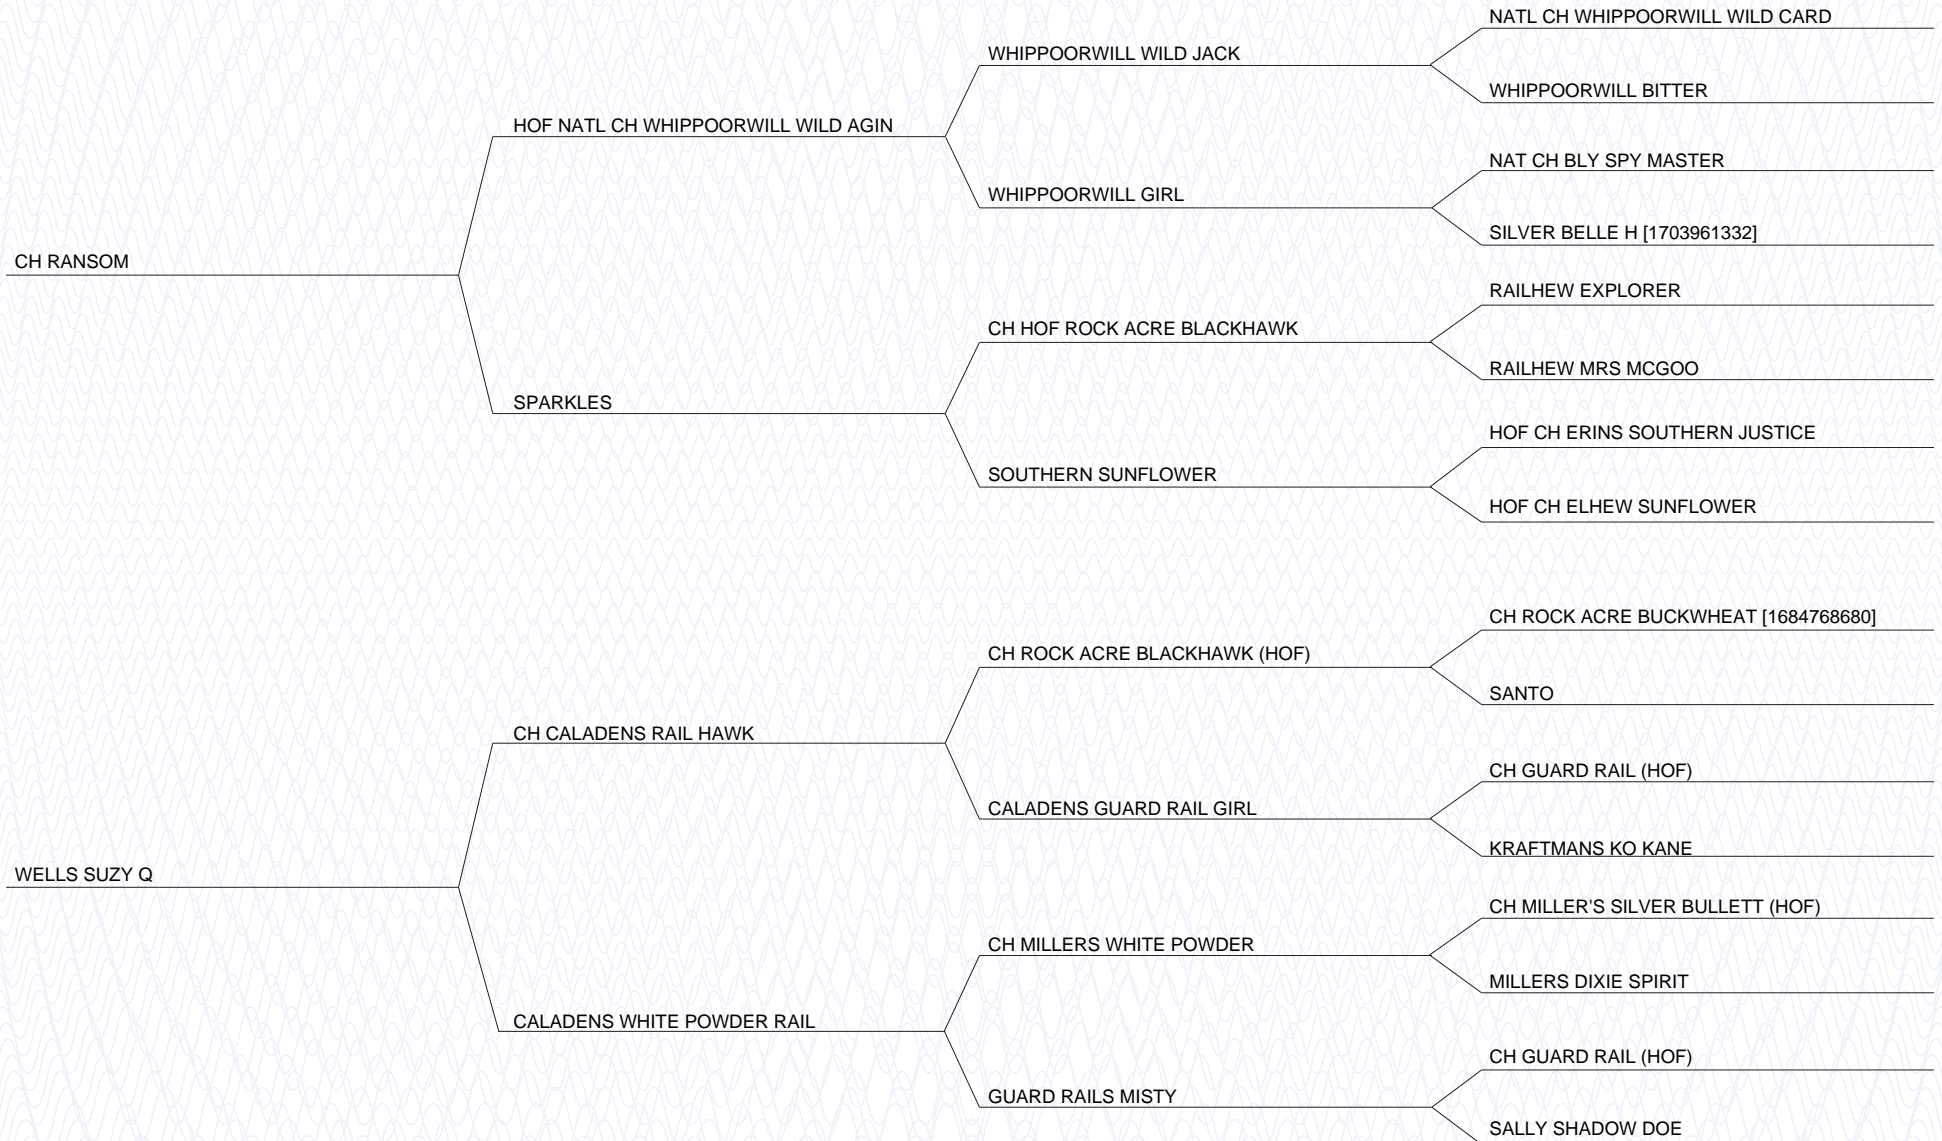 NATL CH WHIPPOORWILL WILD CARD
WHIPPOORWILL WILD JACK
WHIPPOORWILL BITTER
HOF NATL CH WHIPPOORWILL WILD AGIN
NAT CH BLY SPY MASTER
WHIPPOORWILL GIRL
SILVER BELLE H [1703961332]
CH RANSOM
RAILHEW EXPLORER
CH HOF ROCK ACRE BLACKHAWK
RAILHEW MRS MCGOO
SPARKLES
HOF CH ERINS SOUTHERN JUSTICE
SOUTHERN SUNFLOWER
HOF CH ELHEW SUNFLOWER
CH ROCK ACRE BUCKWHEAT [1684768680]
CH ROCK ACRE BLACKHAWK (HOF)
SANTO
CH CALADENS RAIL HAWK
CH GUARD RAIL (HOF)
CALADENS GUARD RAIL GIRL
KRAFTMANS KO KANE
WELLS SUZY Q
CH MILLER'S SILVER BULLETT (HOF)
CH MILLERS WHITE POWDER
MILLERS DIXIE SPIRIT
CALADENS WHITE POWDER RAIL
CH GUARD RAIL (HOF)
GUARD RAILS MISTY
SALLY SHADOW DOE